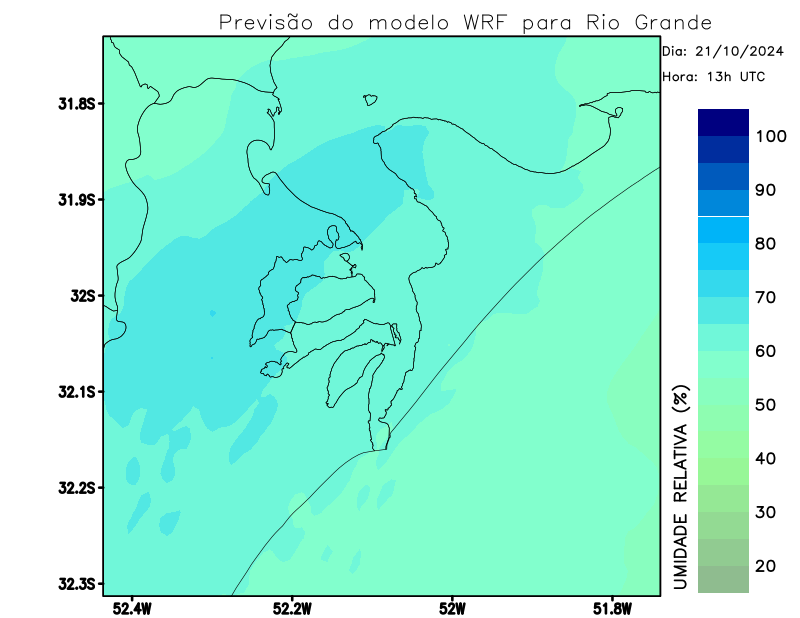 Previsão do modelo WRF para Rio Grande
Dia: 21/10/2024
Hora: 13h UTC
31.8S
31.9S
32S
32.1S
32.2S
32.3S
52.4W
52.2W
52W
51.8W
UMIDADE RELATIVA (%)
100
90
80
70
60
50
40
30
20